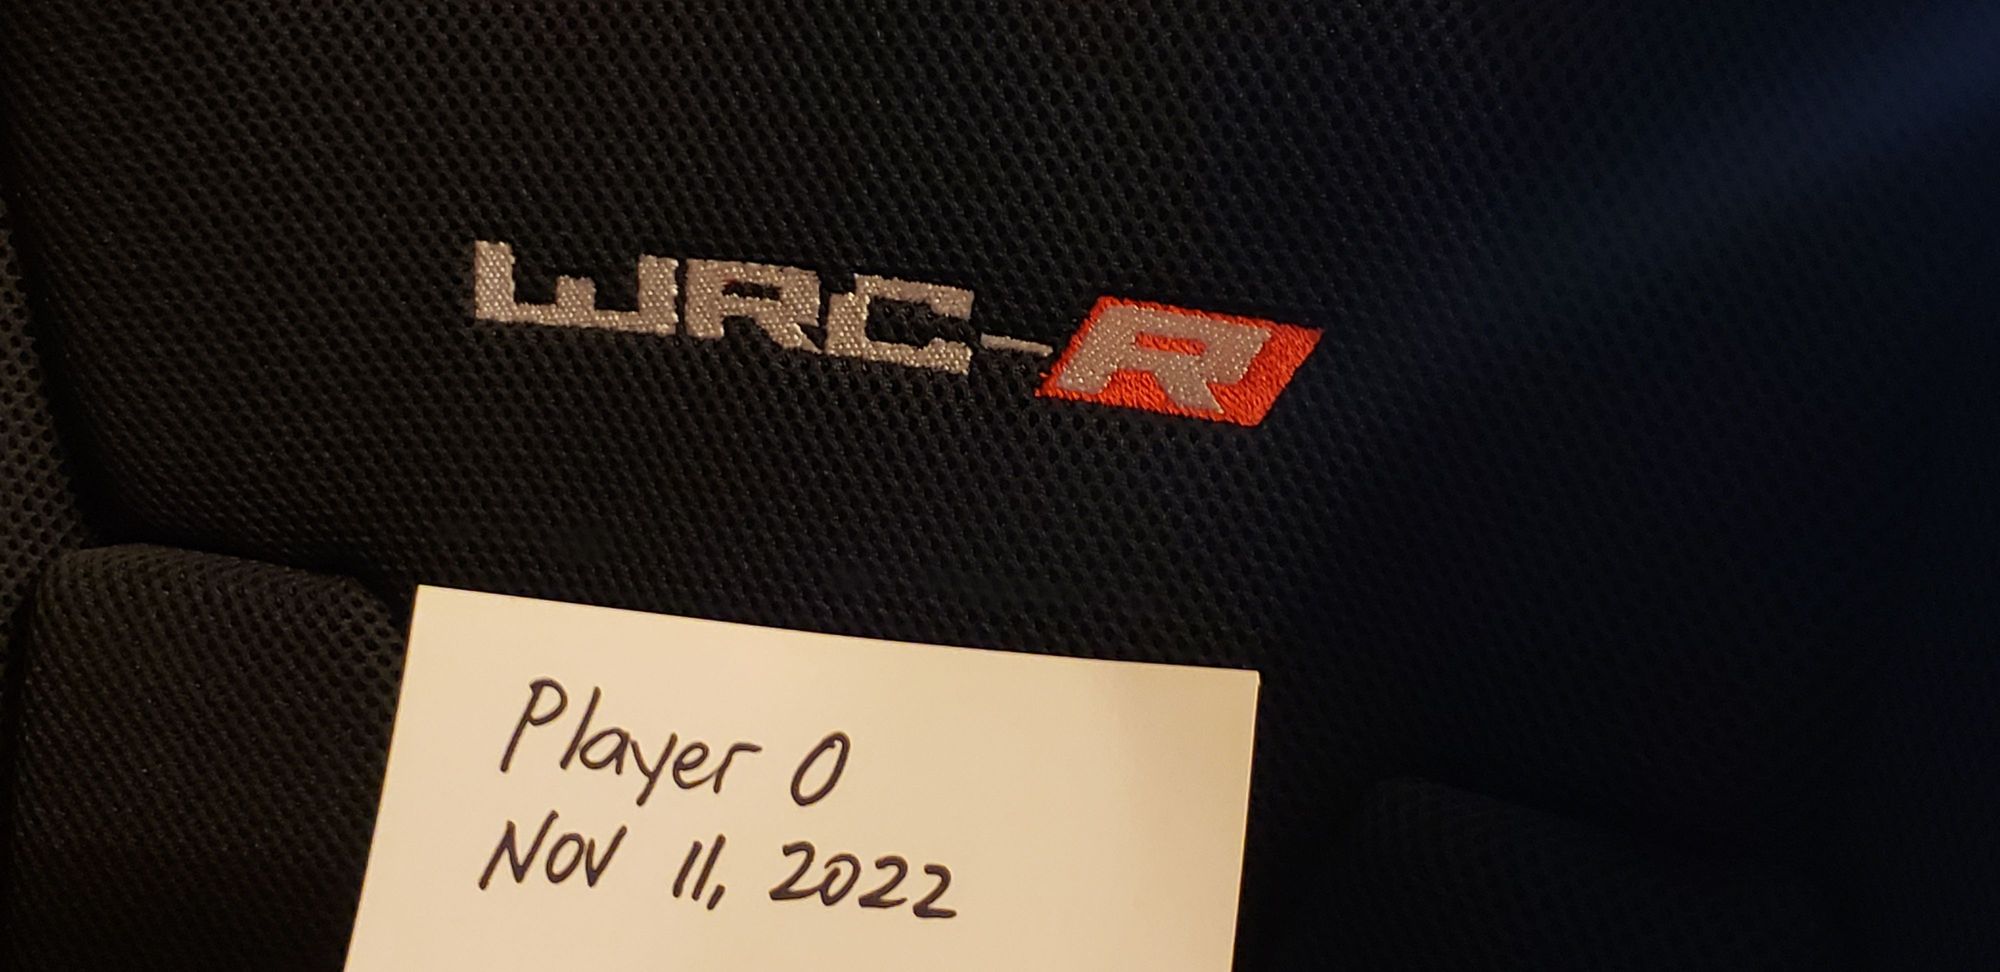 WRC-R
Player 0
Nov 11, 2022